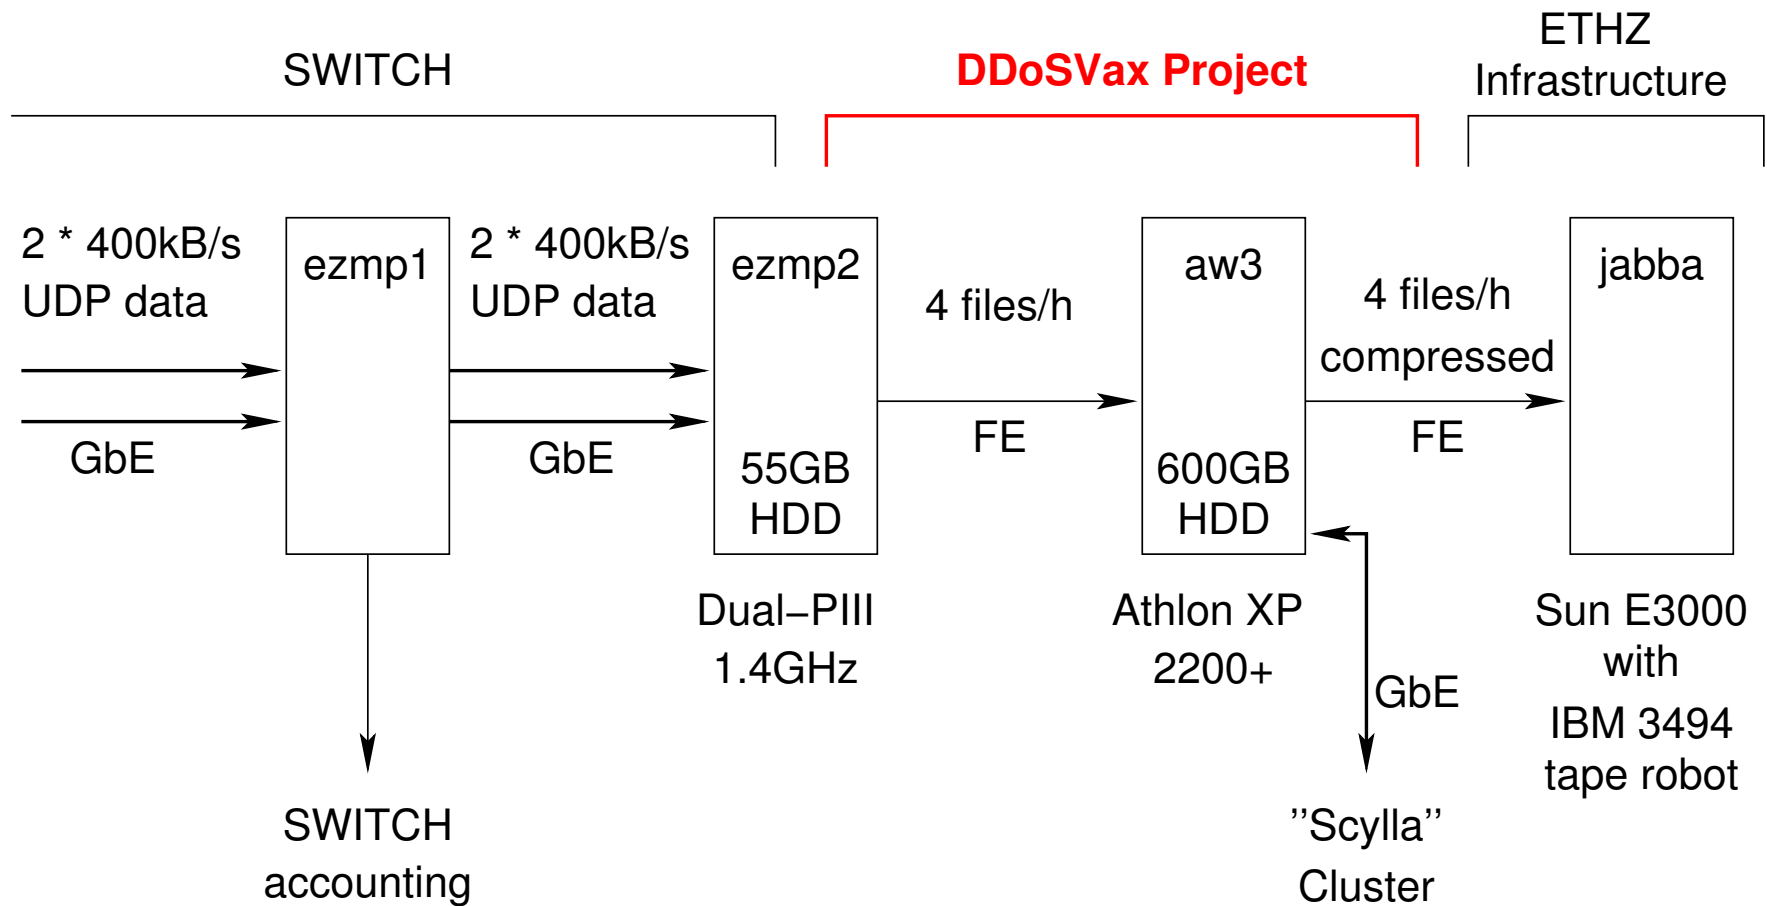 SWITCH
DDoSVax Project
ETHZ
Infrastructure
2 * 400kB/s
UDP data
GbE
ezmp1
2 * 400kB/s
UDP data
GbE
ezmp2
55GB
HDD
Dual−PIII
1.4GHz
4 files/h
FE
aw3
600GB
HDD
Athlon XP
2200+
4 files/h
compressed
FE
jabba
Sun E3000
with
IBM 3494
tape robot
GbE
SWITCH
accounting
''Scylla''
Cluster